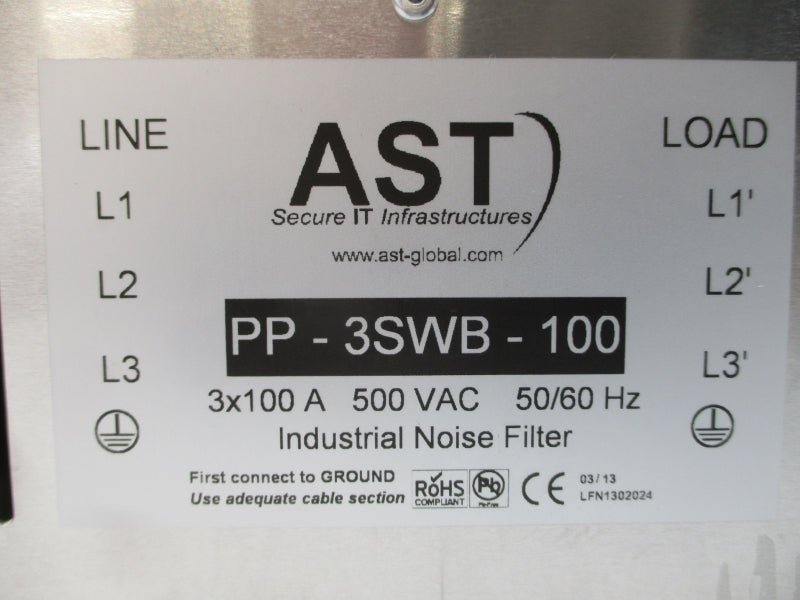 LINE
AST
LOAD
Secure IT Infrastructures
www.ast-global.com
L1
L1'
L2
L2'
PP - 3SWB - 100
L3
L3'
3x100 A 500 VAC 50/60 Hz
Industrial Noise Filter
First connect to GROUND
Use adequate cable section
RoHS
COMPLIANT
Pb
Pb-Free
CE
03/13
LFN1302024